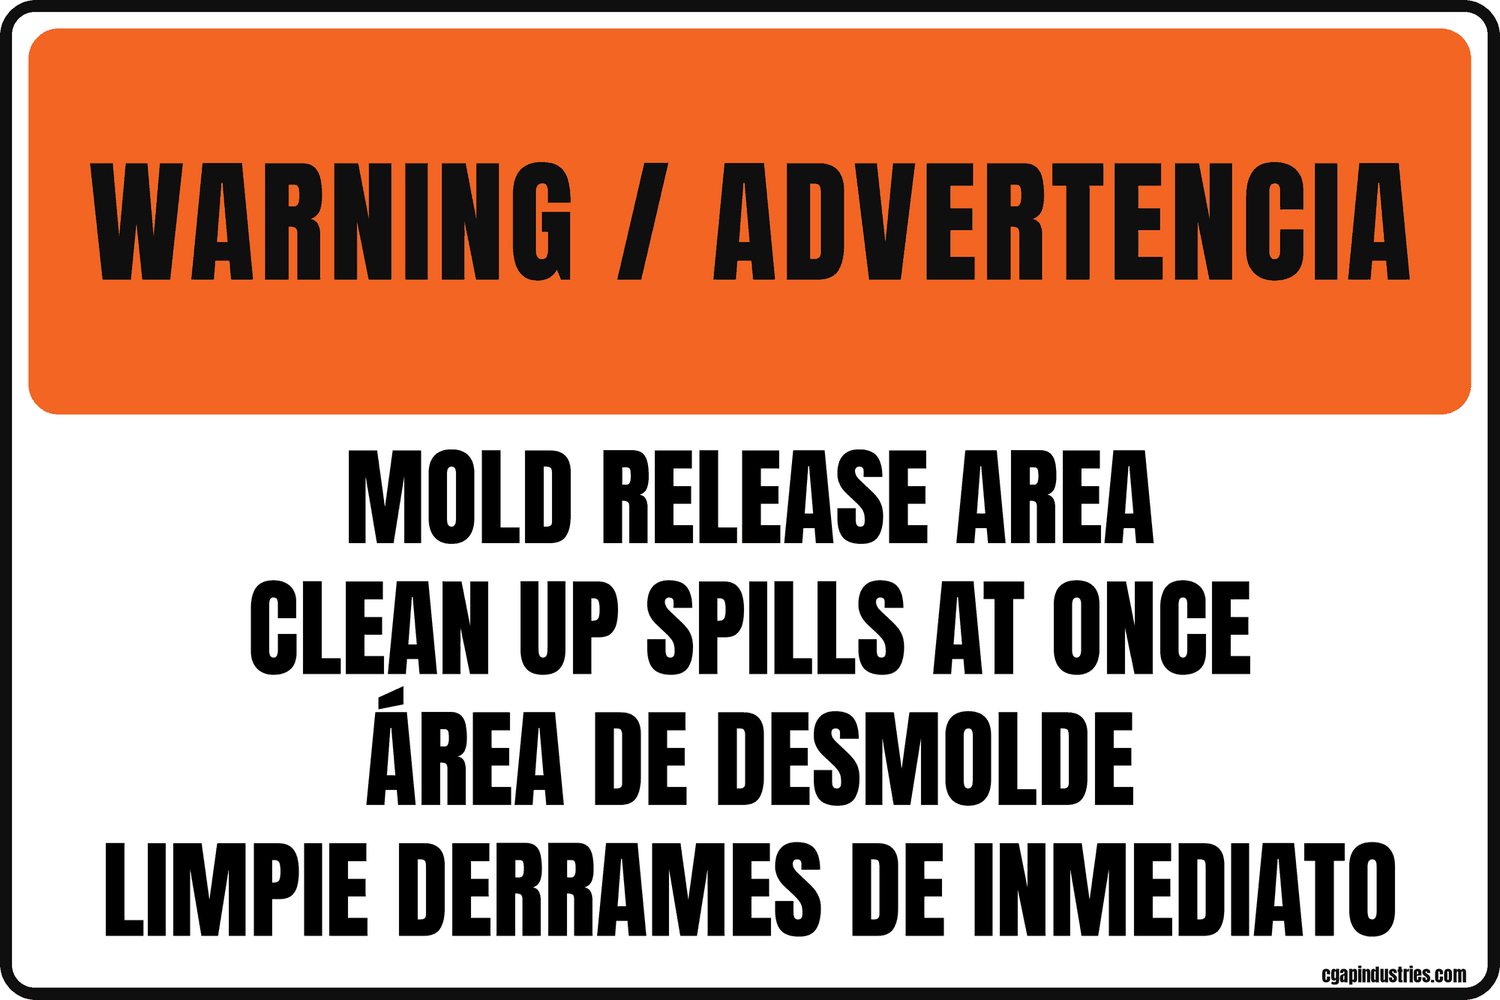 WARNING / ADVERTENCIA
MOLD RELEASE AREA
CLEAN UP SPILLS AT ONCE
ÁREA DE DESMOLDE
LIMPIE DERRAMES DE INMEDIATO
cgapindustries.com